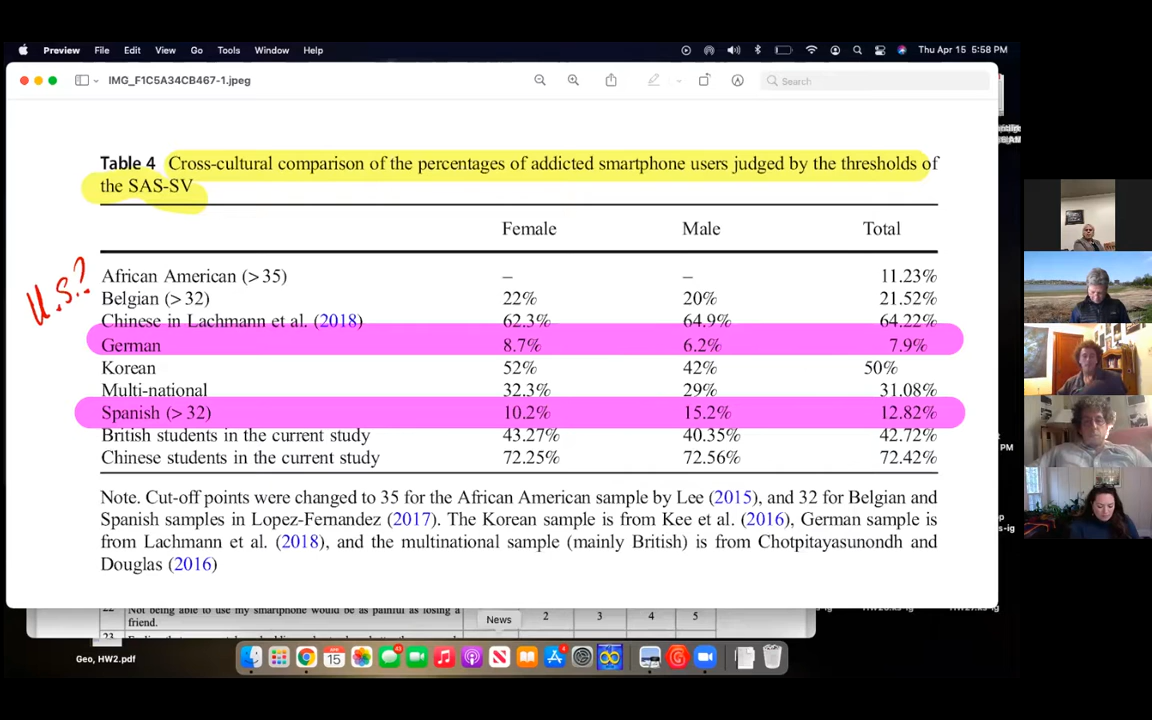 Preview File Edit View Go Tools Window Help Thu Apr 15 5:58 PM
IMG_F1C5A34CB467-1.jpeg Search
Table 4 Cross-cultural comparison of the percentages of addicted smartphone users judged by the thresholds of
the SAS-SV
Female Male Total
U.S?
African American (> 35) – – 11.23%
Belgian (> 32) 22% 20% 21.52%
Chinese in Lachmann et al. (2018) 62.3% 64.9% 64.22%
German 8.7% 6.2% 7.9%
Korean 52% 42% 50%
Multi-national 32.3% 29% 31.08%
Spanish (> 32) 10.2% 15.2% 12.82%
British students in the current study 43.27% 40.35% 42.72%
Chinese students in the current study 72.25% 72.56% 72.42%
Note. Cut-off points were changed to 35 for the African American sample by Lee (2015), and 32 for Belgian and
Spanish samples in Lopez-Fernandez (2017). The Korean sample is from Kee et al. (2016), German sample is
from Lachmann et al. (2018), and the multinational sample (mainly British) is from Chotpitayasunondh and
Douglas (2016)
PM
s-ig
Not being able to use my smartphone would be as painful as losing a
friend. 2 3 4 5
23
News
Geo, HW2.pdf
APR
15